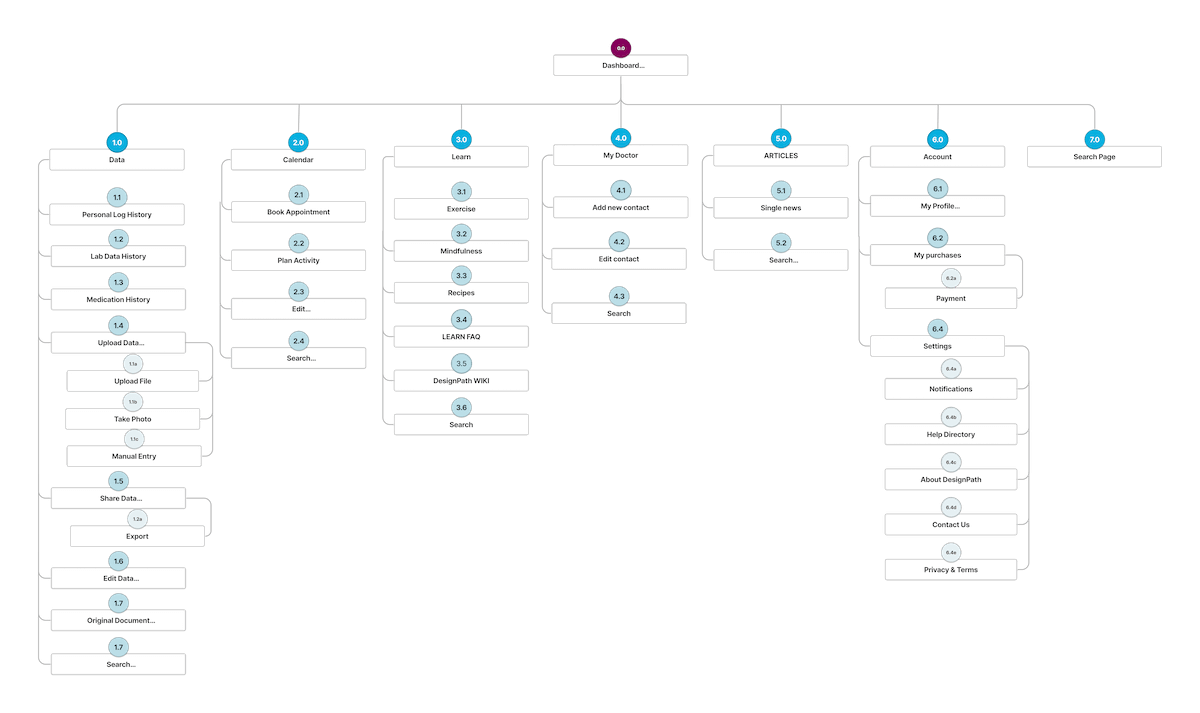 0.0
Dashboard...
1.0
Data
1.1
Personal Log History
1.2
Lab Data History
1.3
Medication History
1.4
Upload Data...
1.1a
Upload File
1.1b
Take Photo
1.1c
Manual Entry
1.5
Share Data...
1.2a
Export
1.6
Edit Data...
1.7
Original Document...
1.7
Search...
2.0
Calendar
2.1
Book Appointment
2.2
Plan Activity
2.3
Edit...
2.4
Search...
3.0
Learn
3.1
Exercise
3.2
Mindfulness
3.3
Recipes
3.4
LEARN FAQ
3.5
DesignPath WIKI
3.6
Search
4.0
My Doctor
4.1
Add new contact
4.2
Edit contact
4.3
Search
5.0
ARTICLES
5.1
Single news
5.2
Search...
6.0
Account
6.1
My Profile...
6.2
My purchases
6.2a
Payment
6.4
Settings
6.4a
Notifications
6.4b
Help Directory
6.4c
About DesignPath
6.4d
Contact Us
6.4e
Privacy & Terms
7.0
Search Page